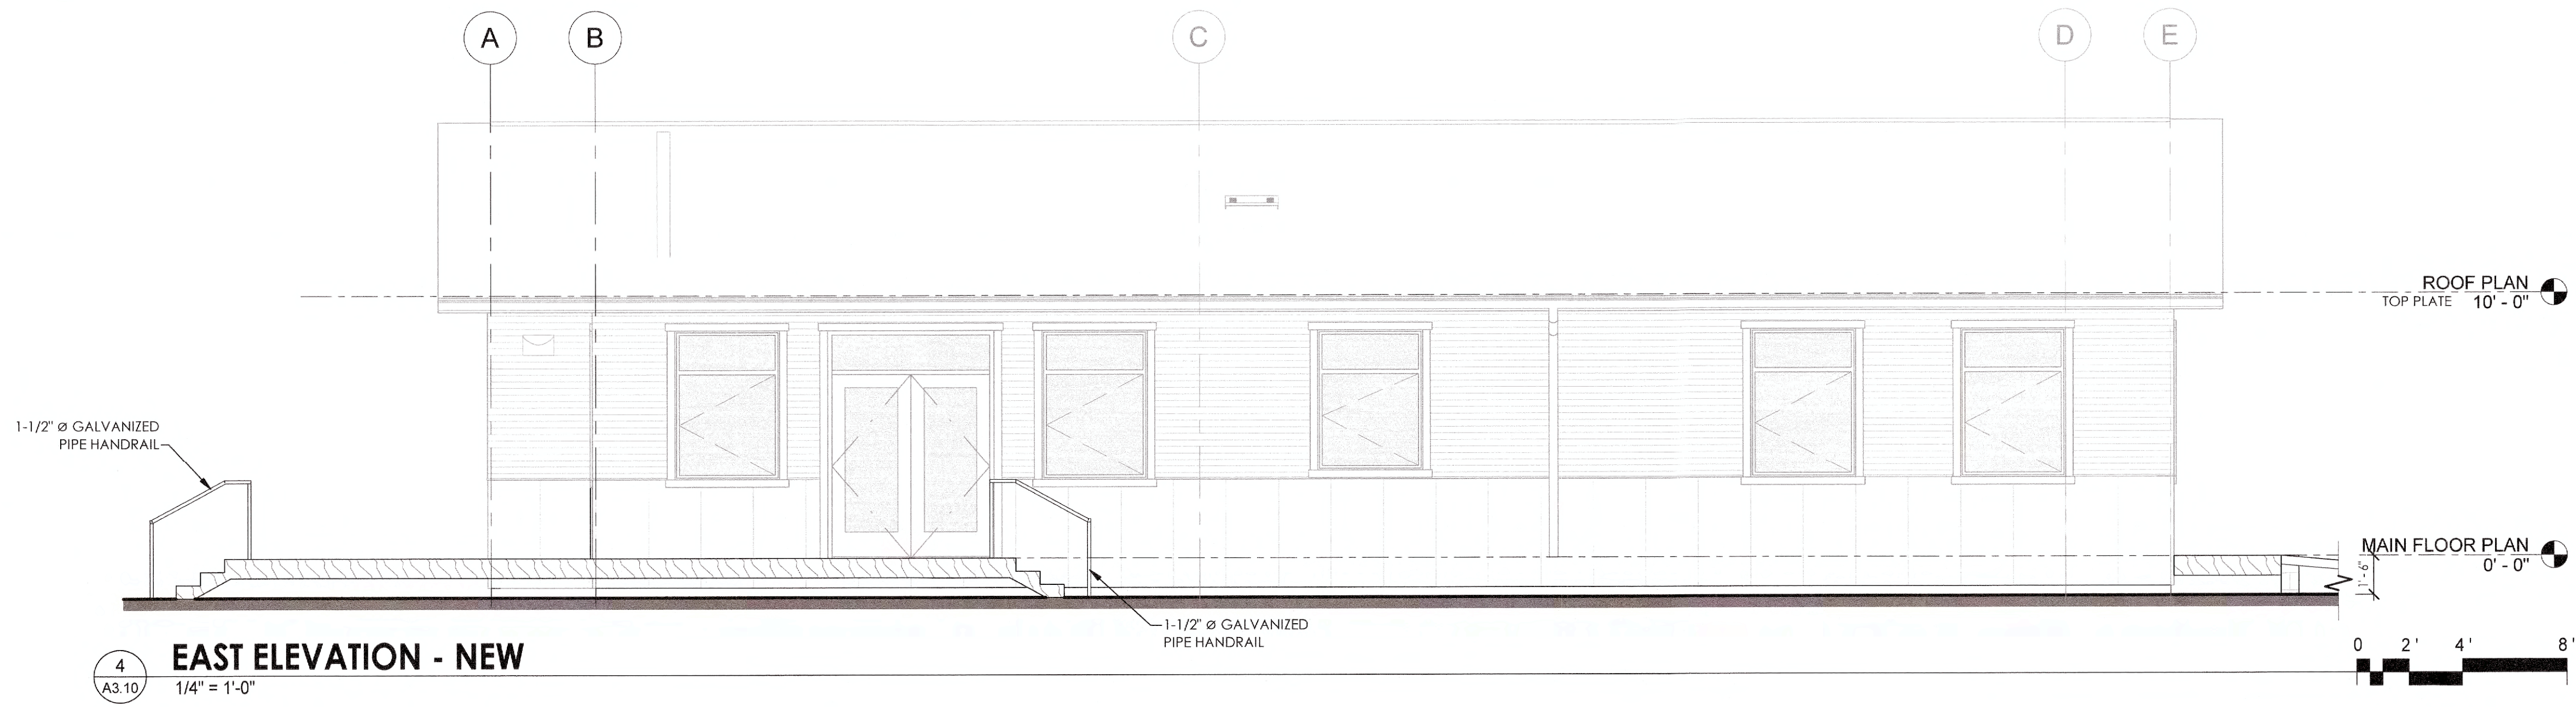 A
B
C
D
E
ROOF PLAN
TOP PLATE 10' - 0"
1-1/2" Ø GALVANIZED
PIPE HANDRAIL
MAIN FLOOR PLAN
0' - 0"
1' - 6"
1-1/2" Ø GALVANIZED
PIPE HANDRAIL
4
A3.10
EAST ELEVATION - NEW
1/4" = 1'-0"
0 2' 4' 8'